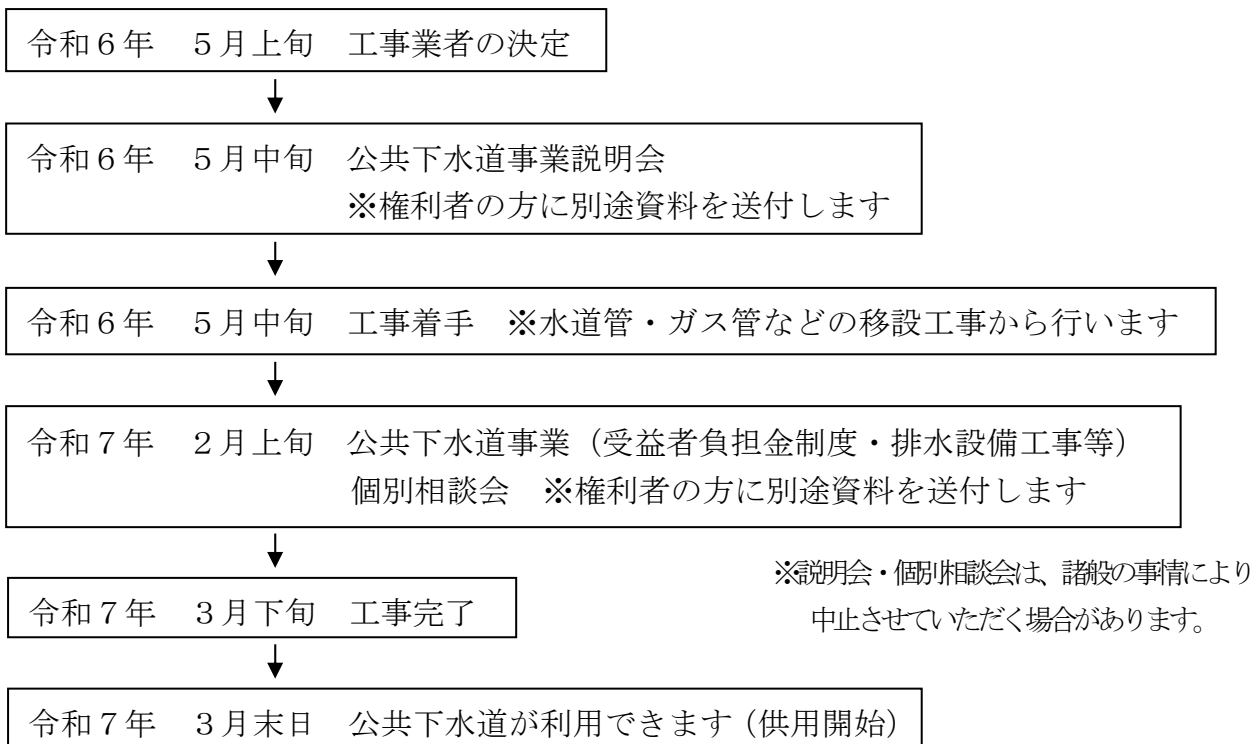 令和６年　５月上旬　工事業者の決定
令和６年　５月中旬　公共下水道事業説明会
※権利者の方に別途資料を送付します
令和６年　５月中旬　工事着手　※水道管・ガス管などの移設工事から行います
令和７年　２月上旬　公共下水道事業（受益者負担金制度・排水設備工事等）
個別相談会　※権利者の方に別途資料を送付します
※説明会・個別相談会は、諸般の事情により
中止させていただく場合があります。
令和７年　３月下旬　工事完了
令和７年　３月末日　公共下水道が利用できます（供用開始）